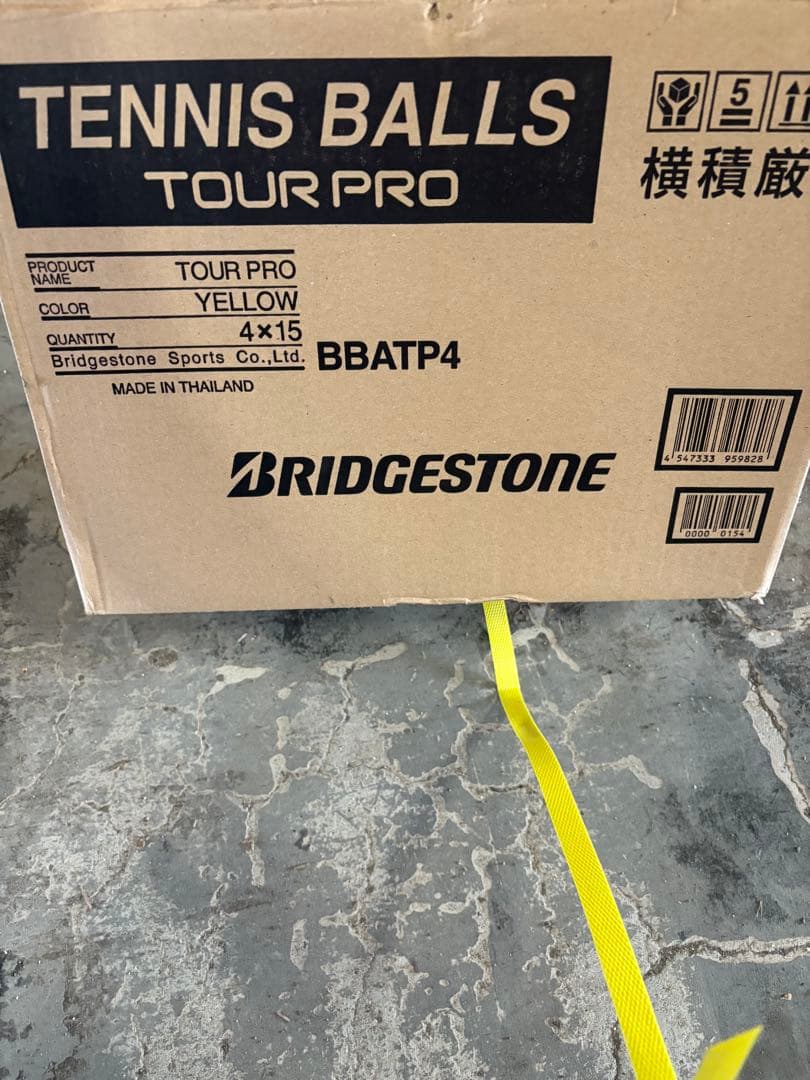 TENNIS BALLS
TOUR PRO
5
横積厳
PRODUCT NAME TOUR PRO
COLOR YELLOW
QUANTITY 4×15
Bridgestone Sports Co.,Ltd. BBATP4
MADE IN THAILAND
4 547333 959828
BRIDGESTONE
0000 0154